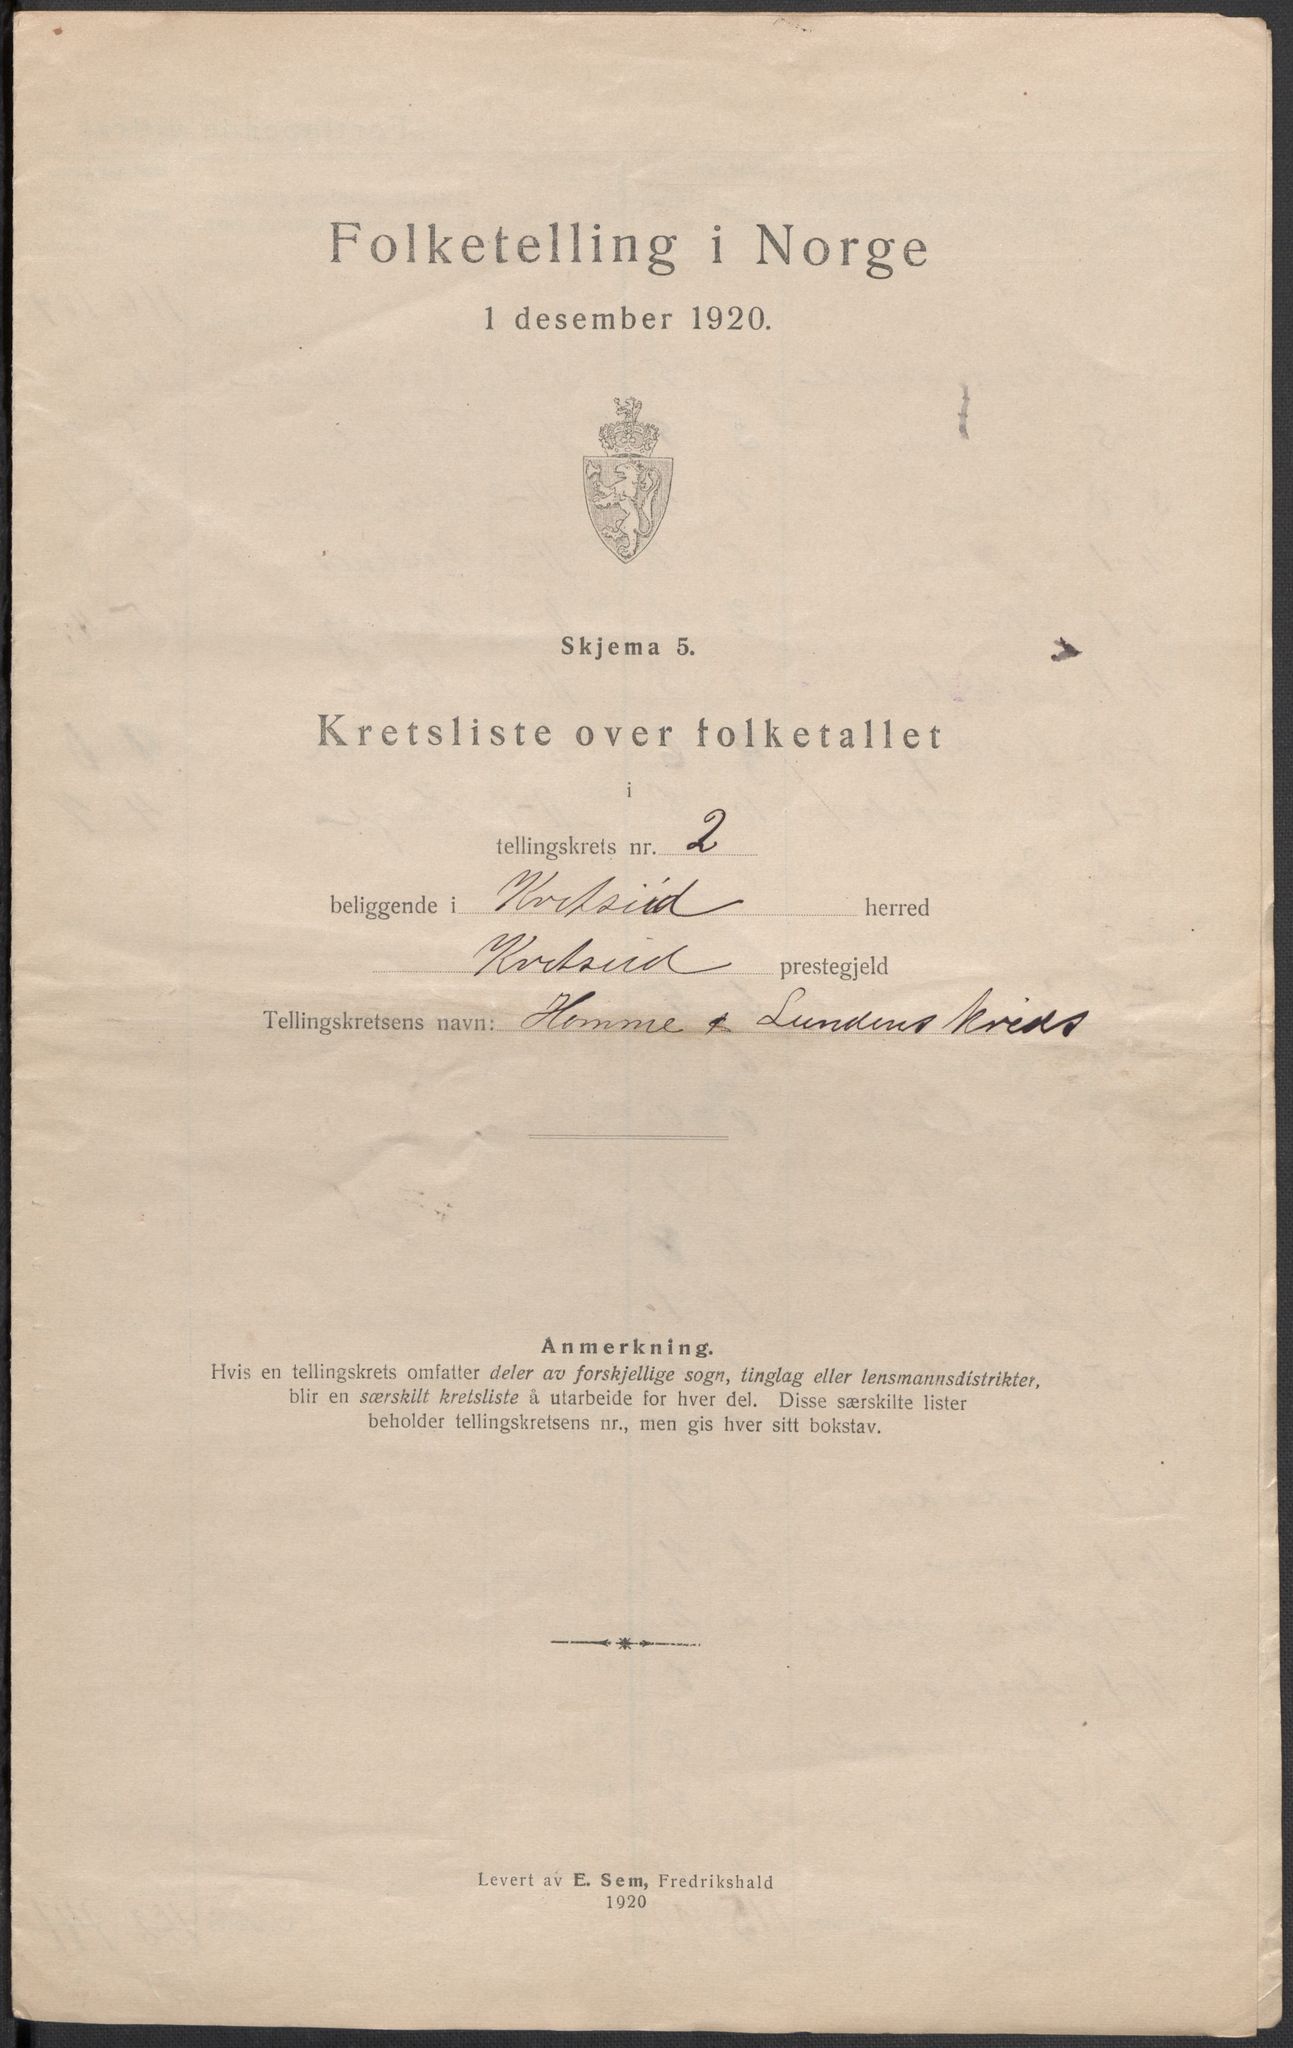 Folketelling i Norge
1 desember 1920.
Skjema 5.
Kretsliste over folketallet
i
tellingskrets nr. 2
beliggende i Kvitseid herred
Kvitseid prestegjeld
Tellingskretsens navn: Homme & Lundens kreds
Anmerkning.
Hvis en tellingskrets omfatter deler av forskjellige sogn, tinglag eller lensmannsdistrikter,
blir en særskilt kretsliste å utarbeide for hver del. Disse særskilte lister
beholder tellingskretsens nr., men gis hver sitt bokstav.
Levert av E. Sem, Fredrikshald
1920